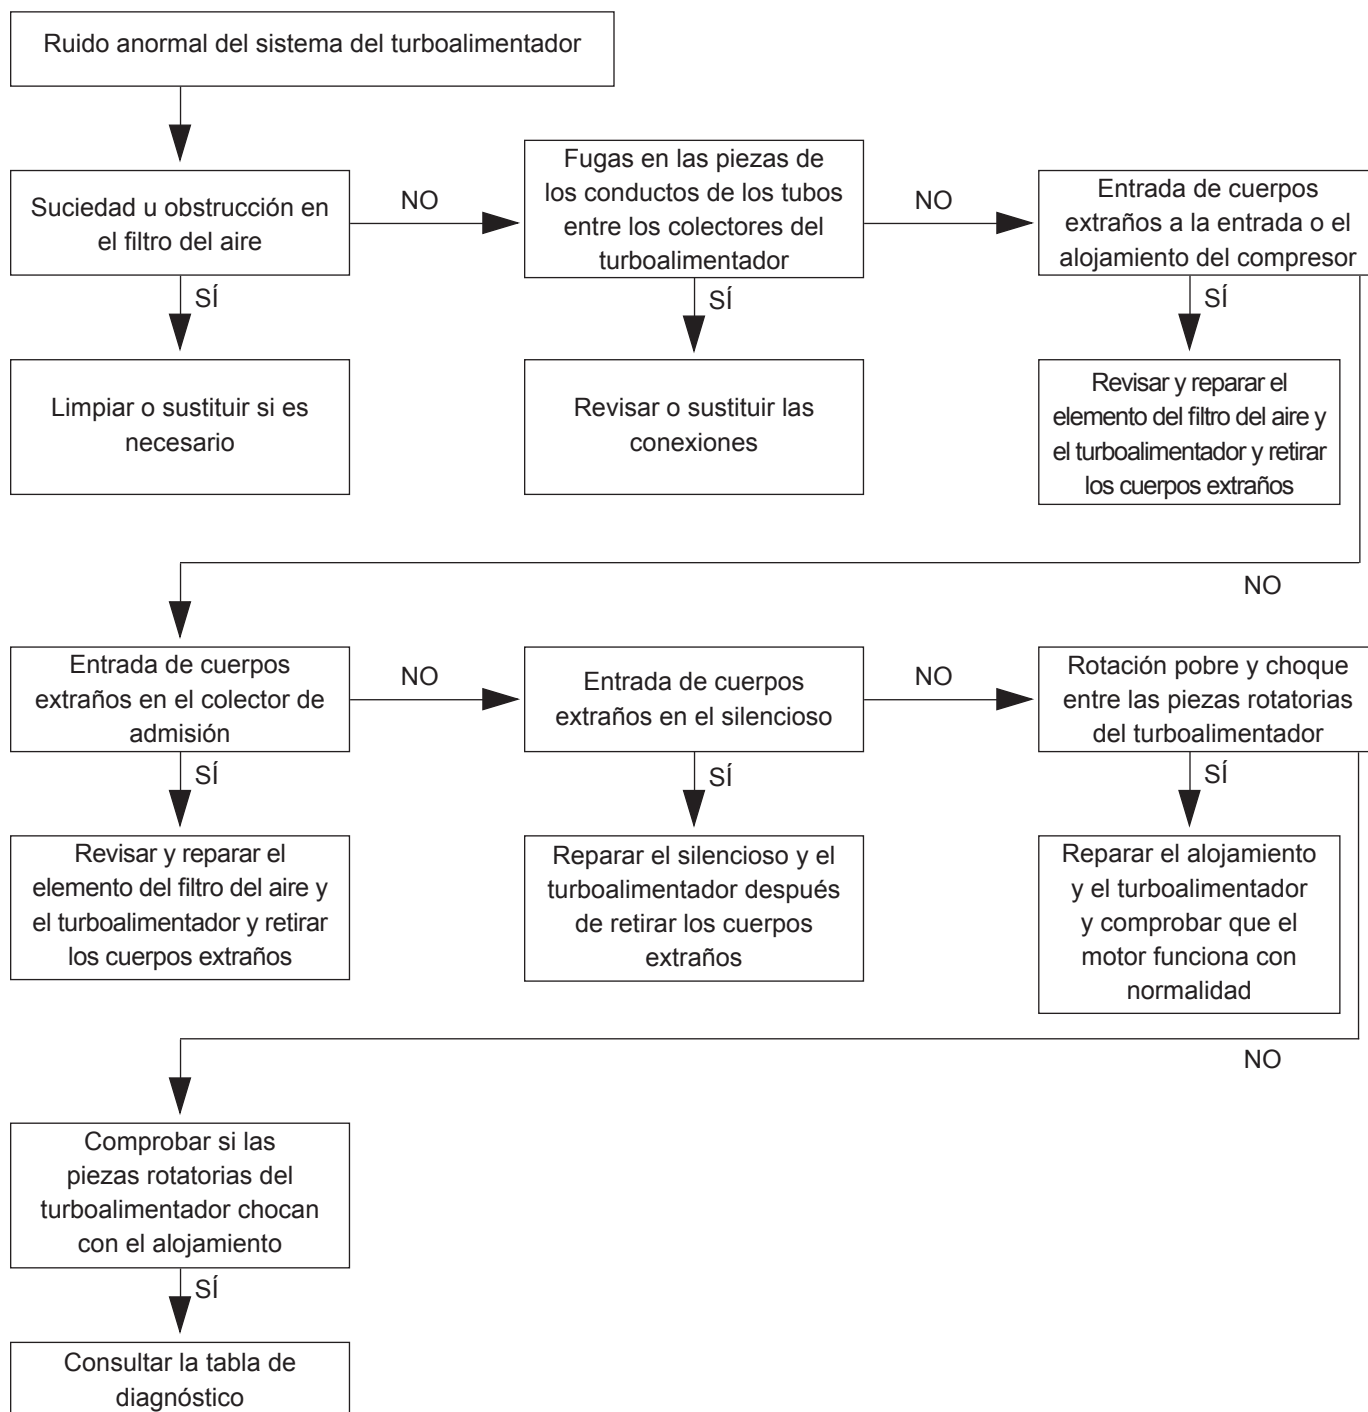 Ruido anormal del sistema del turboalimentador
Suciedad u obstrucción en
el filtro del aire
NO
Fugas en las piezas de
los conductos de los tubos
entre los colectores del
turboalimentador
NO
Entrada de cuerpos
extraños a la entrada o el
alojamiento del compresor
SÍ
SÍ
SÍ
Limpiar o sustituir si es
necesario
Revisar o sustituir las
conexiones
Revisar y reparar el
elemento del filtro del aire y
el turboalimentador y retirar
los cuerpos extraños
NO
Entrada de cuerpos
extraños en el colector de
admisión
NO
Entrada de cuerpos
extraños en el silencioso
NO
Rotación pobre y choque
entre las piezas rotatorias
del turboalimentador
SÍ
SÍ
SÍ
Revisar y reparar el
elemento del filtro del aire y
el turboalimentador y retirar
los cuerpos extraños
Reparar el silencioso y el
turboalimentador después
de retirar los cuerpos
extraños
Reparar el alojamiento
y el turboalimentador
y comprobar que el
motor funciona con
normalidad
NO
Comprobar si las
piezas rotatorias del
turboalimentador chocan
con el alojamiento
SÍ
Consultar la tabla de
diagnóstico